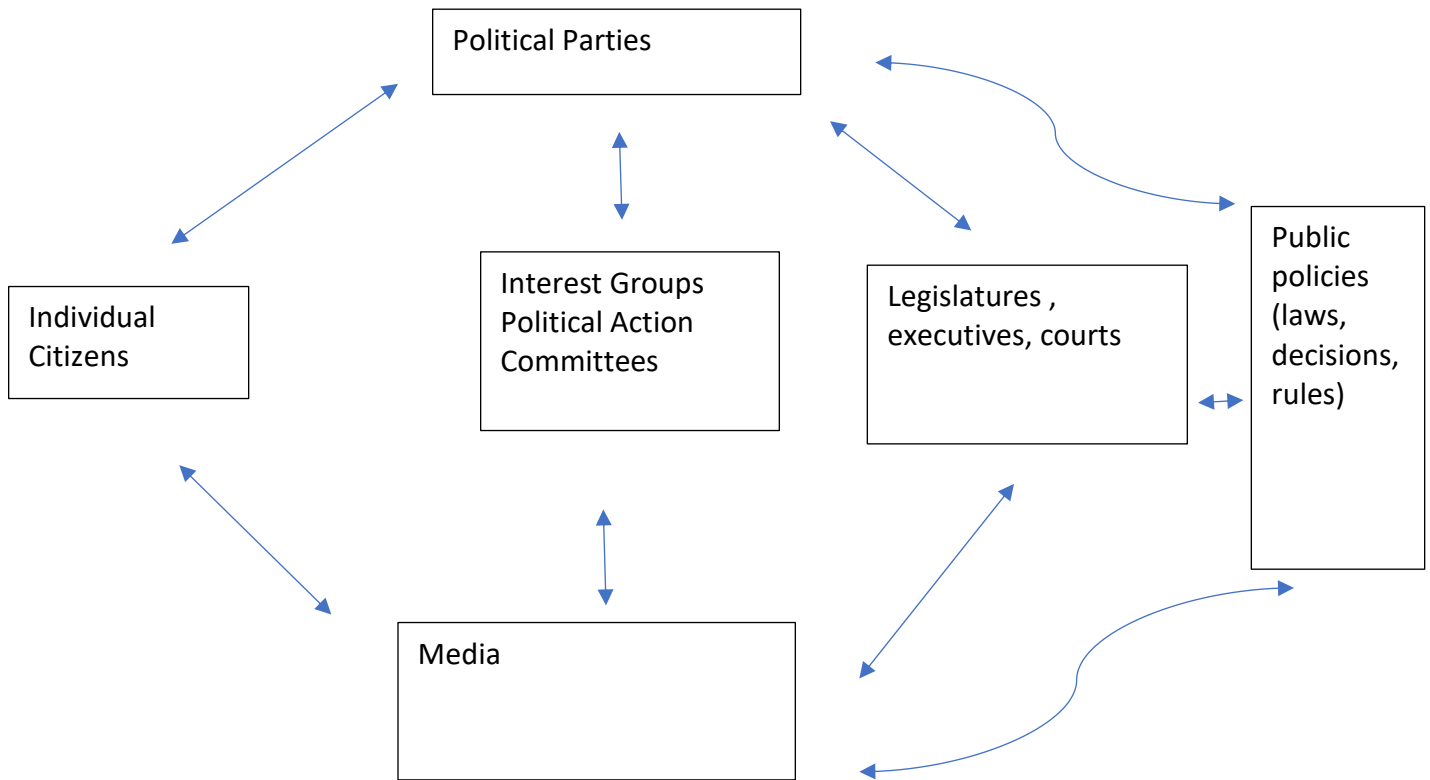 Political Parties
Individual
Citizens
Interest Groups
Political Action
Committees
Legislatures ,
executives, courts
Public
policies
(laws,
decisions,
rules)
Media